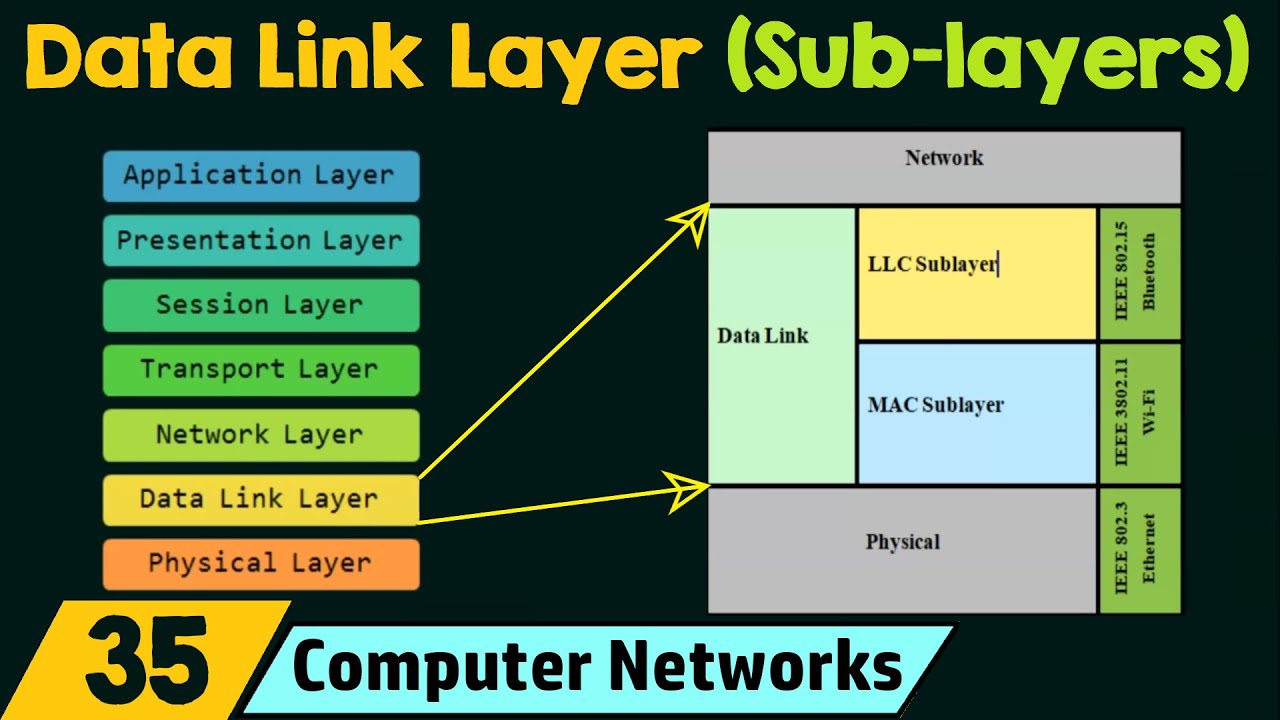 Data Link Layer (Sub-layers)
Application Layer
Presentation Layer
Session Layer
Transport Layer
Network Layer
Data Link Layer
Physical Layer
Network
Data Link
LLC Sublayer
MAC Sublayer
Physical
IEEE 802.15
Bluetooth
IEEE 3802.11
Wi-Fi
IEEE 802.3
Ethernet
35
Computer Networks